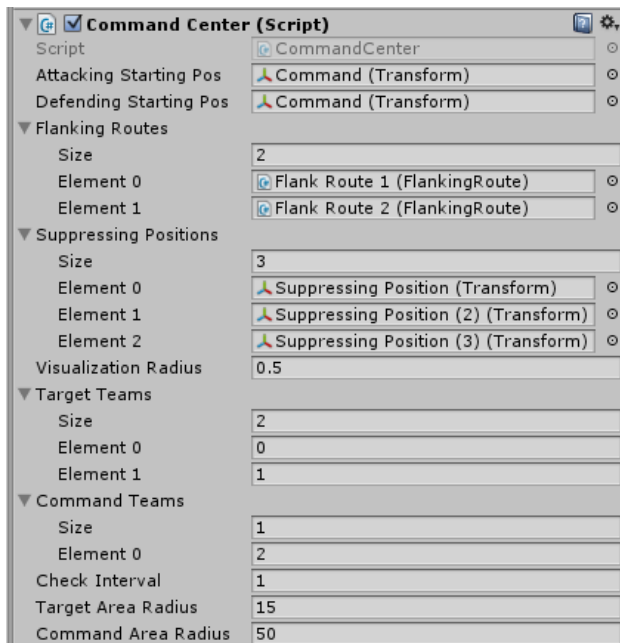 Command Center (Script)
Script CommandCenter
Attacking Starting Pos Command (Transform)
Defending Starting Pos Command (Transform)
Flanking Routes
Size 2
Element 0 Flank Route 1 (FlankingRoute)
Element 1 Flank Route 2 (FlankingRoute)
Suppressing Positions
Size 3
Element 0 Suppressing Position (Transform)
Element 1 Suppressing Position (2) (Transform)
Element 2 Suppressing Position (3) (Transform)
Visualization Radius 0.5
Target Teams
Size 2
Element 0 0
Element 1 1
Command Teams
Size 1
Element 0 2
Check Interval 1
Target Area Radius 15
Command Area Radius 50